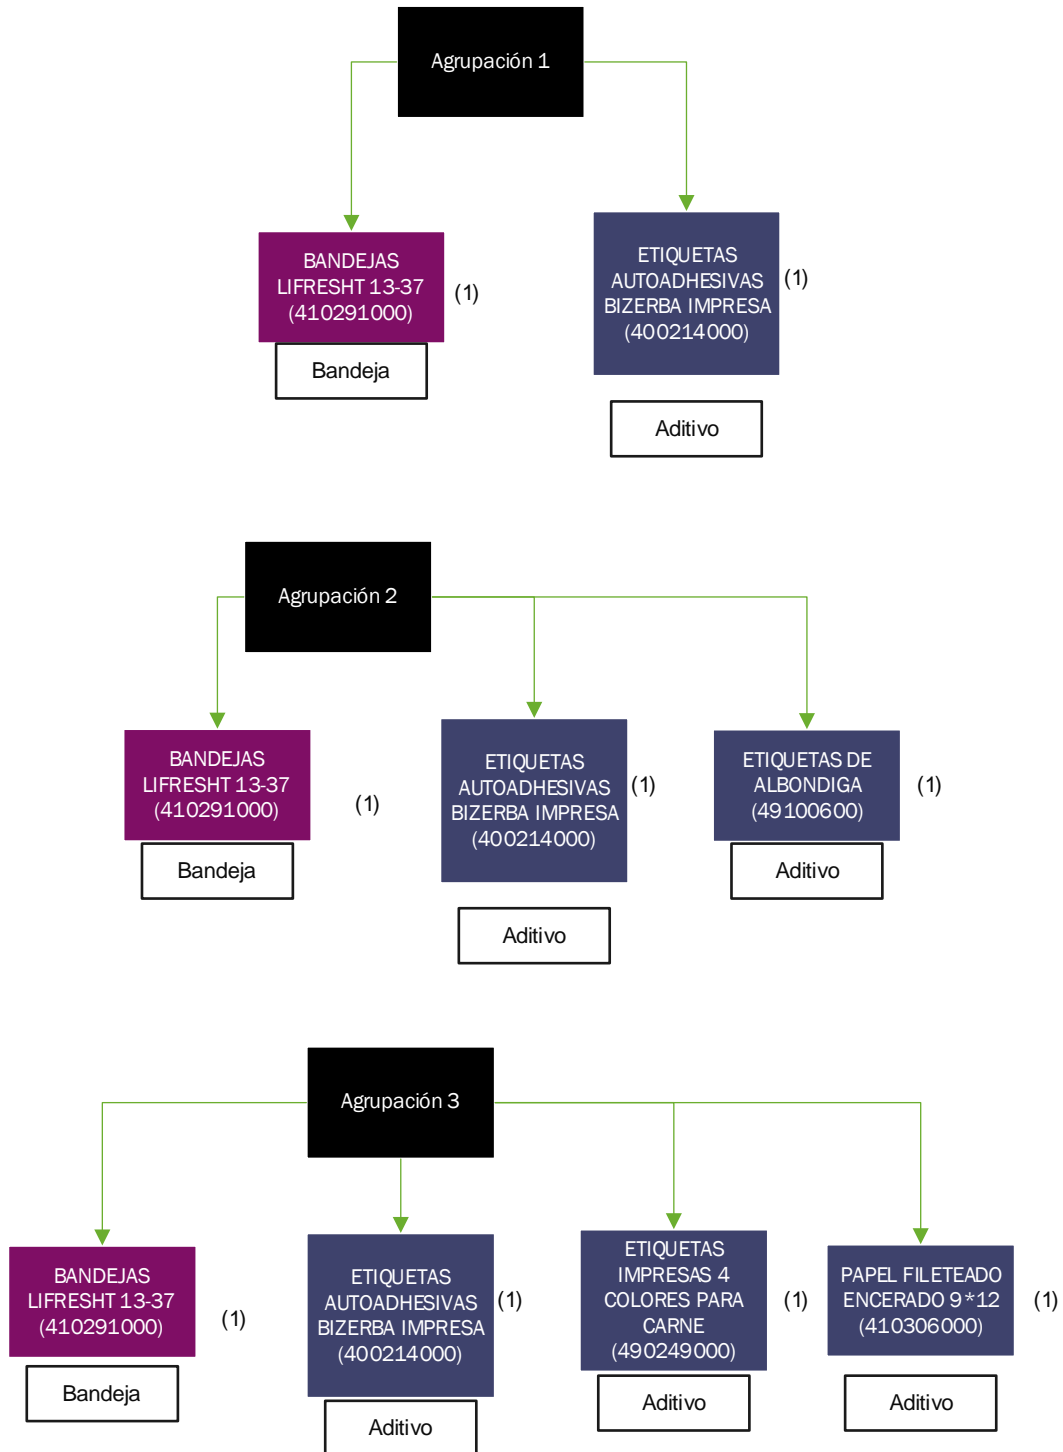 Agrupación 1
BANDEJAS
LIFRESHT 13-37
(410291000)
(1)
Bandeja
ETIQUETAS
AUTOADHESIVAS
BIZERBA IMPRESA
(400214000)
(1)
Aditivo
Agrupación 2
BANDEJAS
LIFRESHT 13-37
(410291000)
(1)
Bandeja
ETIQUETAS
AUTOADHESIVAS
BIZERBA IMPRESA
(400214000)
(1)
Aditivo
ETIQUETAS DE
ALBONDIGA
(49100600)
(1)
Aditivo
Agrupación 3
BANDEJAS
LIFRESHT 13-37
(410291000)
(1)
Bandeja
ETIQUETAS
AUTOADHESIVAS
BIZERBA IMPRESA
(400214000)
(1)
Aditivo
ETIQUETAS
IMPRESAS 4
COLORES PARA
CARNE
(490249000)
(1)
Aditivo
PAPEL FILETEADO
ENCERADO 9*12
(410306000)
(1)
Aditivo